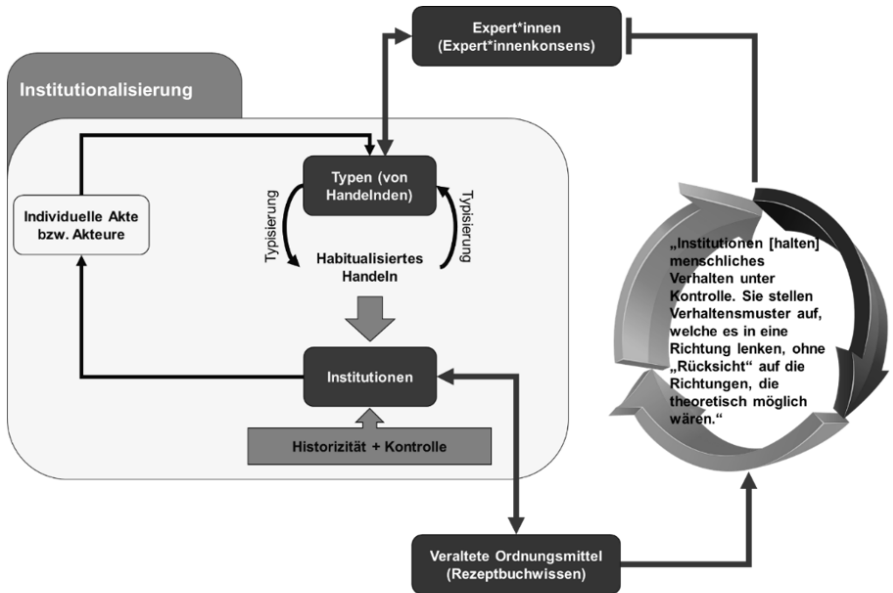 Expert*innen
(Expert*innenkonsens)
Institutionalisierung
Typen (von
Handelnden)
Individuelle Akte
bzw. Akteure
Typisierung
Typisierung
Habitualisiertes
Handeln
Institutionen
Historizität + Kontrolle
Veraltete Ordnungsmittel
(Rezeptbuchwissen)
„Institutionen [halten]
menschliches
Verhalten unter
Kontrolle. Sie stellen
Verhaltensmuster auf,
welche es in eine
Richtung lenken, ohne
„Rücksicht“ auf die
Richtungen, die
theoretisch möglich
wären.“